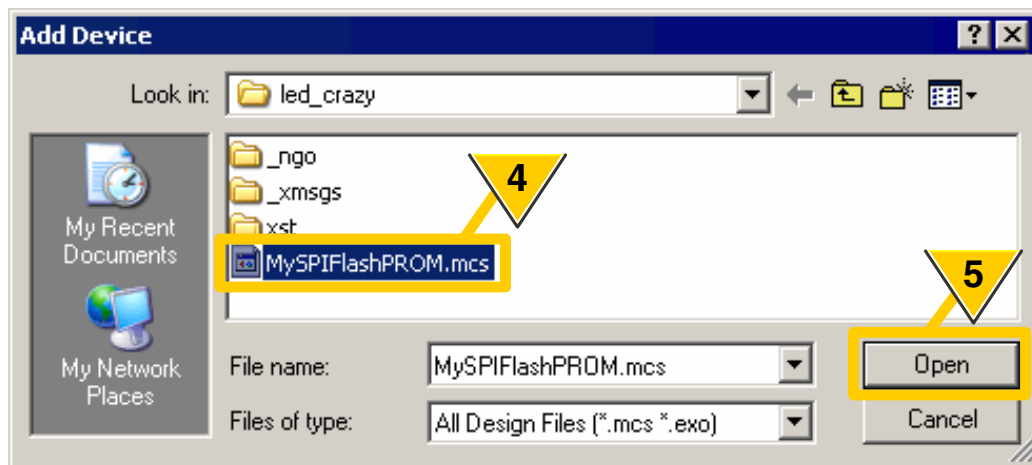 Add Device
Look in: led_crazy
_ngo
_xmsgs
xst
MySPIFlashPROM.mcs
4
My Recent
Documents
My Network
Places
5
File name: MySPIFlashPROM.mcs
Open
Files of type: All Design Files (*.mcs *.exo)
Cancel